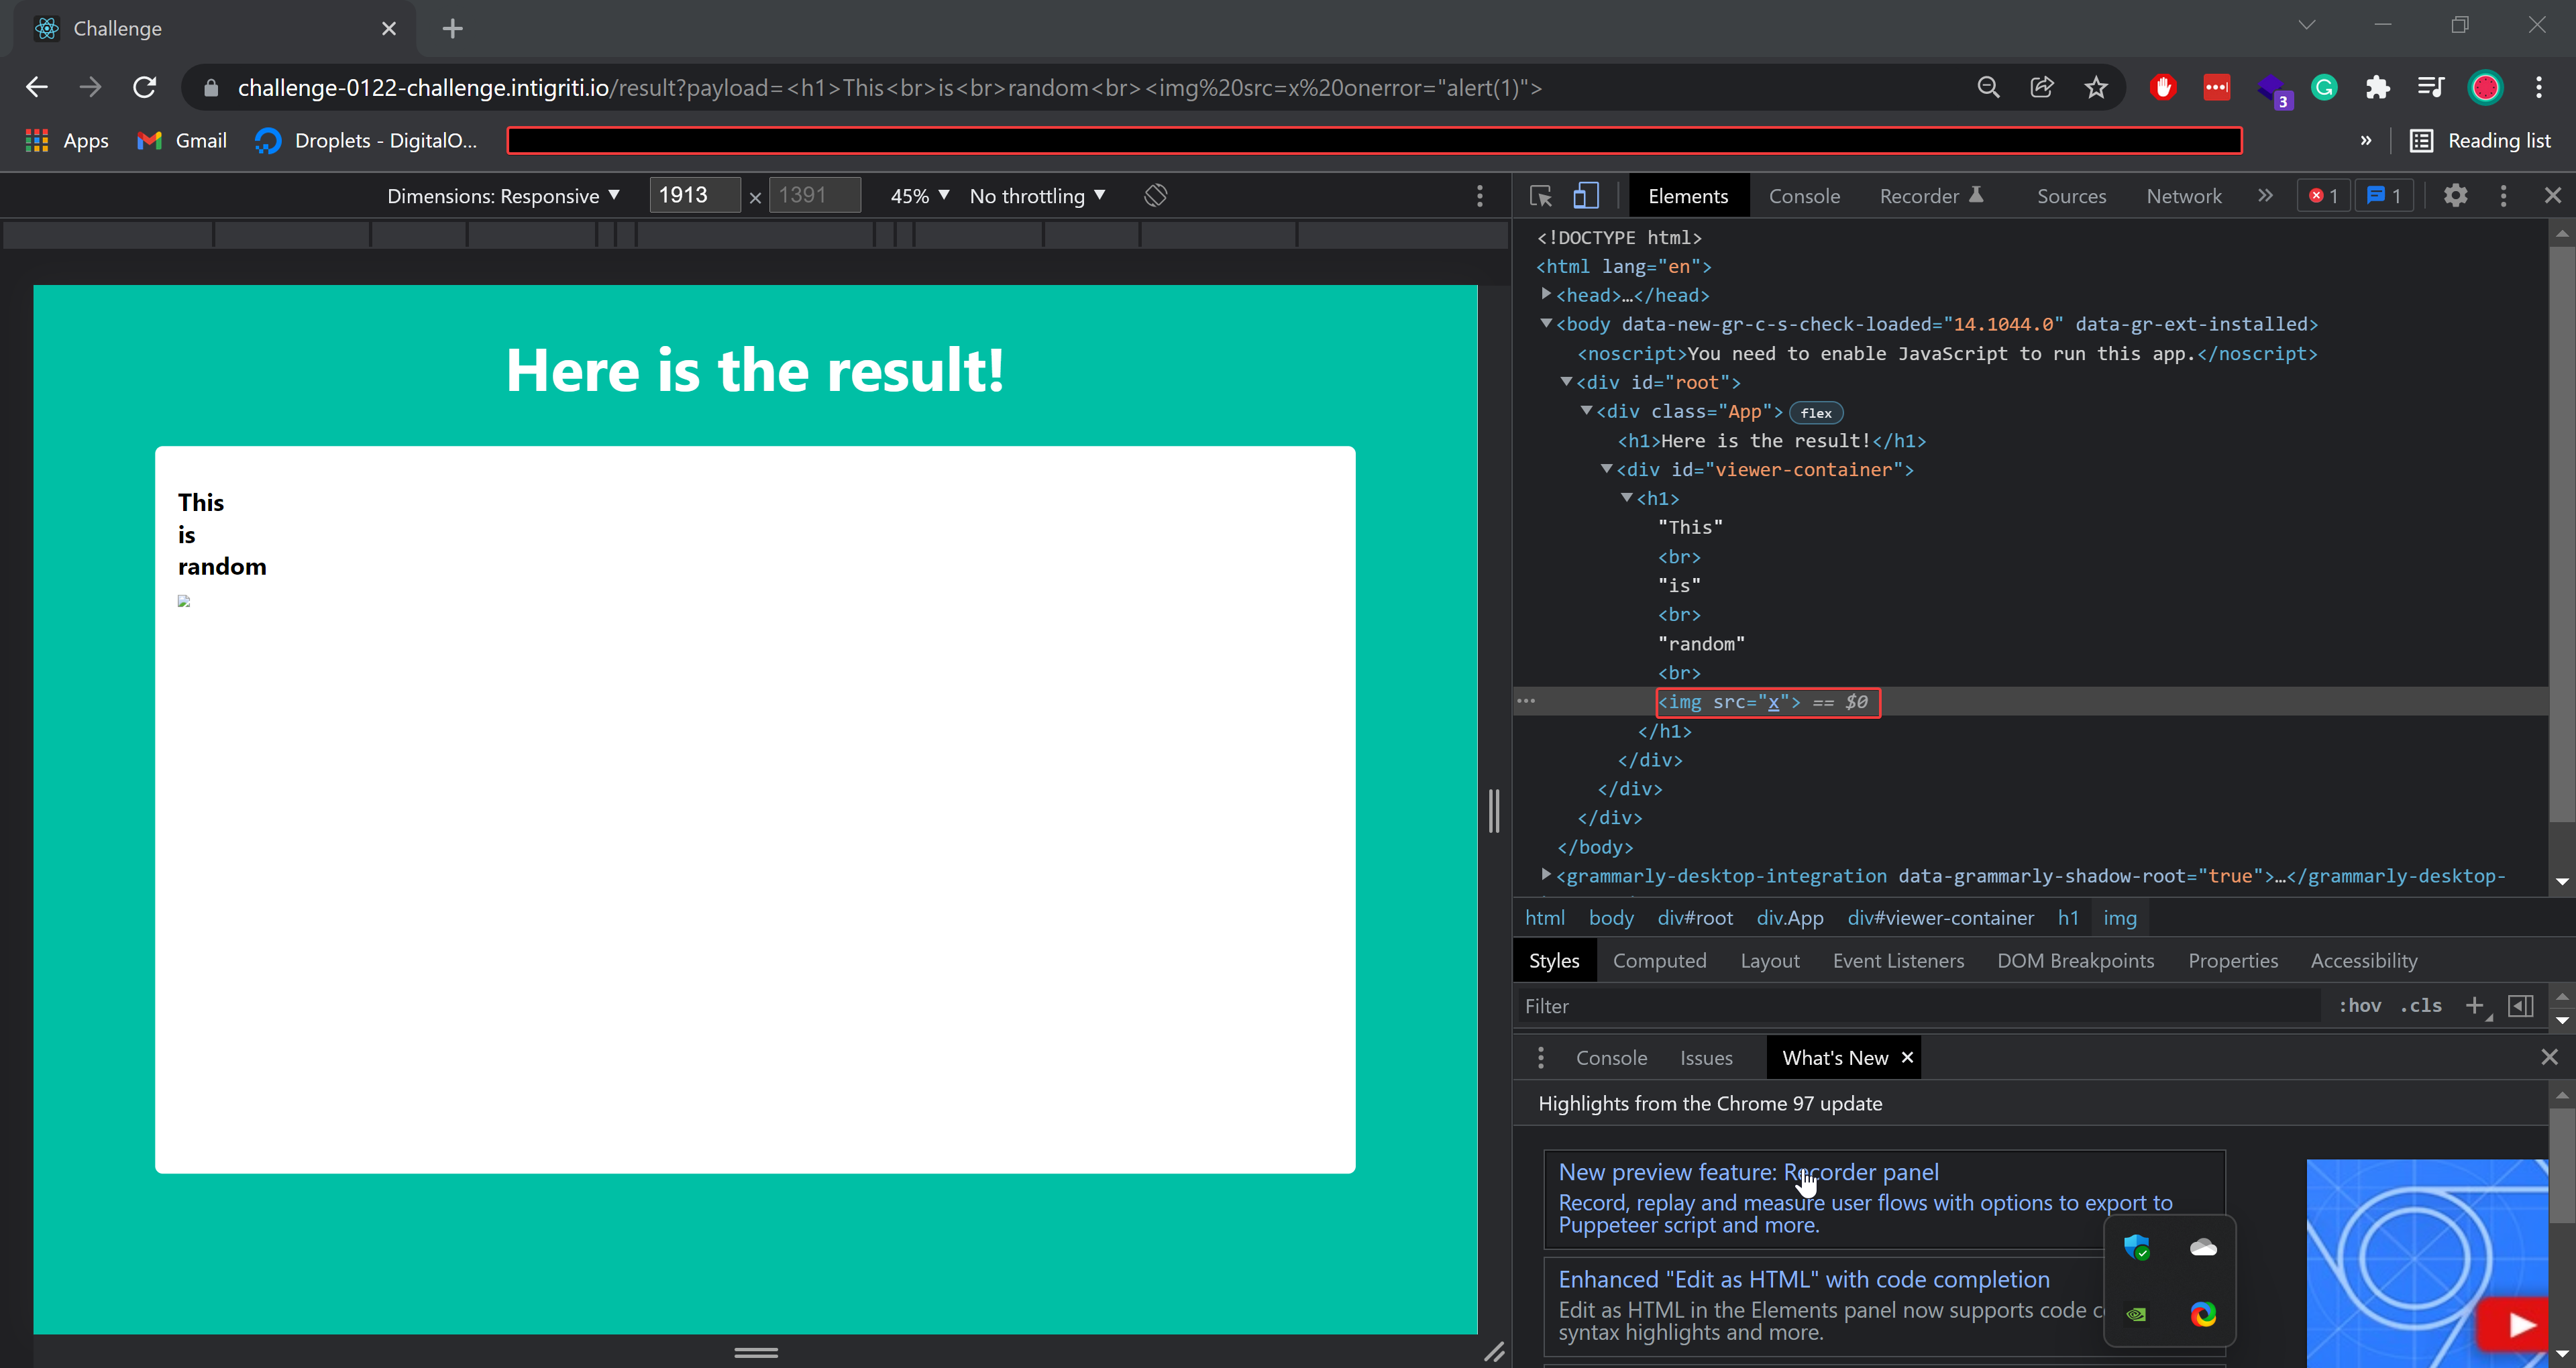 Challenge
challenge-0122-challenge.intigriti.io/result?payload=<h1>This<br>is<br>random<br><img%20src=x%20onerror="alert(1)">
3
Apps
Gmail
Droplets - DigitalO...
»
Reading list
Dimensions: Responsive
1913 × 1391
45%
No throttling
Elements
Console
Recorder
Sources
Network
»
1
1
Here is the result!
This
is
random
<!DOCTYPE html>
<html lang="en">
<head>…</head>
<body data-new-gr-c-s-check-loaded="14.1044.0" data-gr-ext-installed>
<noscript>You need to enable JavaScript to run this app.</noscript>
<div id="root">
<div class="App"> flex
<h1>Here is the result!</h1>
<div id="viewer-container">
<h1>
"This"
<br>
"is"
<br>
"random"
<br>
<img src="x"> == $0
</h1>
</div>
</div>
</div>
</body>
<grammarly-desktop-integration data-grammarly-shadow-root="true">…</grammarly-desktop-
html body div#root div.App div#viewer-container h1 img
Styles Computed Layout Event Listeners DOM Breakpoints Properties Accessibility
Filter
:hov .cls
Console Issues What's New
Highlights from the Chrome 97 update
New preview feature: Recorder panel
Record, replay and measure user flows with options to export to
Puppeteer script and more.
Enhanced "Edit as HTML" with code completion
Edit as HTML in the Elements panel now supports code
syntax highlights and more.